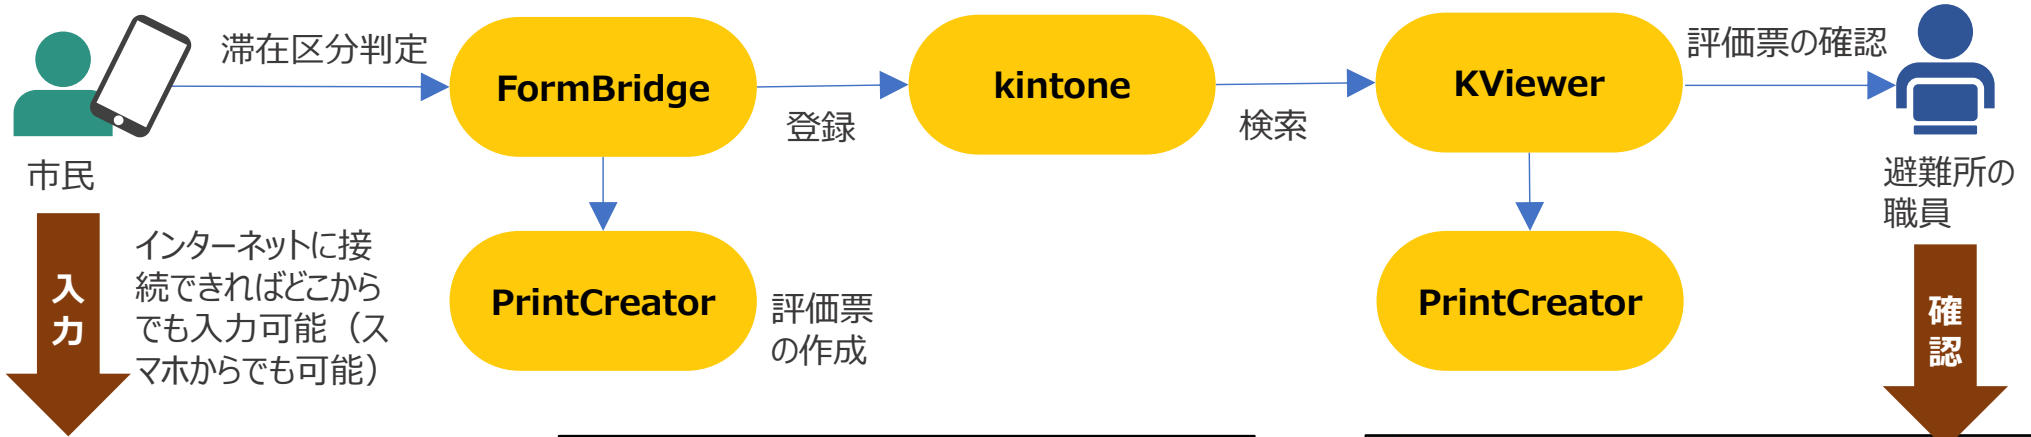 滞在区分判定
FormBridge
登録
kintone
検索
KViewer
評価票の確認
市民
避難所の
職員
入力
インターネットに接
続できればどこから
でも入力可能（ス
マホからでも可能）
PrintCreator
評価票
の作成
PrintCreator
確認